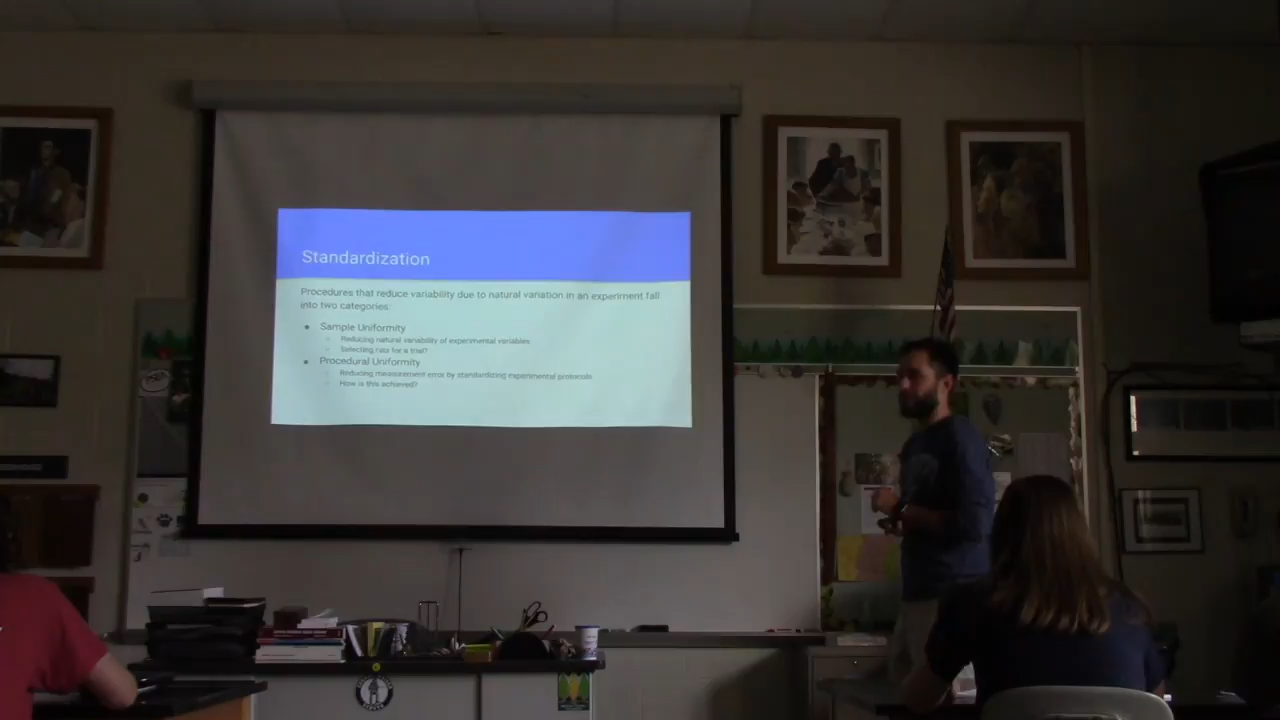 Standardization
Procedures that reduce variability due to natural variation in an experiment fall
into two categories:
Sample Uniformity
Reducing natural variability of experimental variables
Selecting rats for a trial?
Procedural Uniformity
Reducing measurement error by standardizing experimental protocols
How is this achieved?